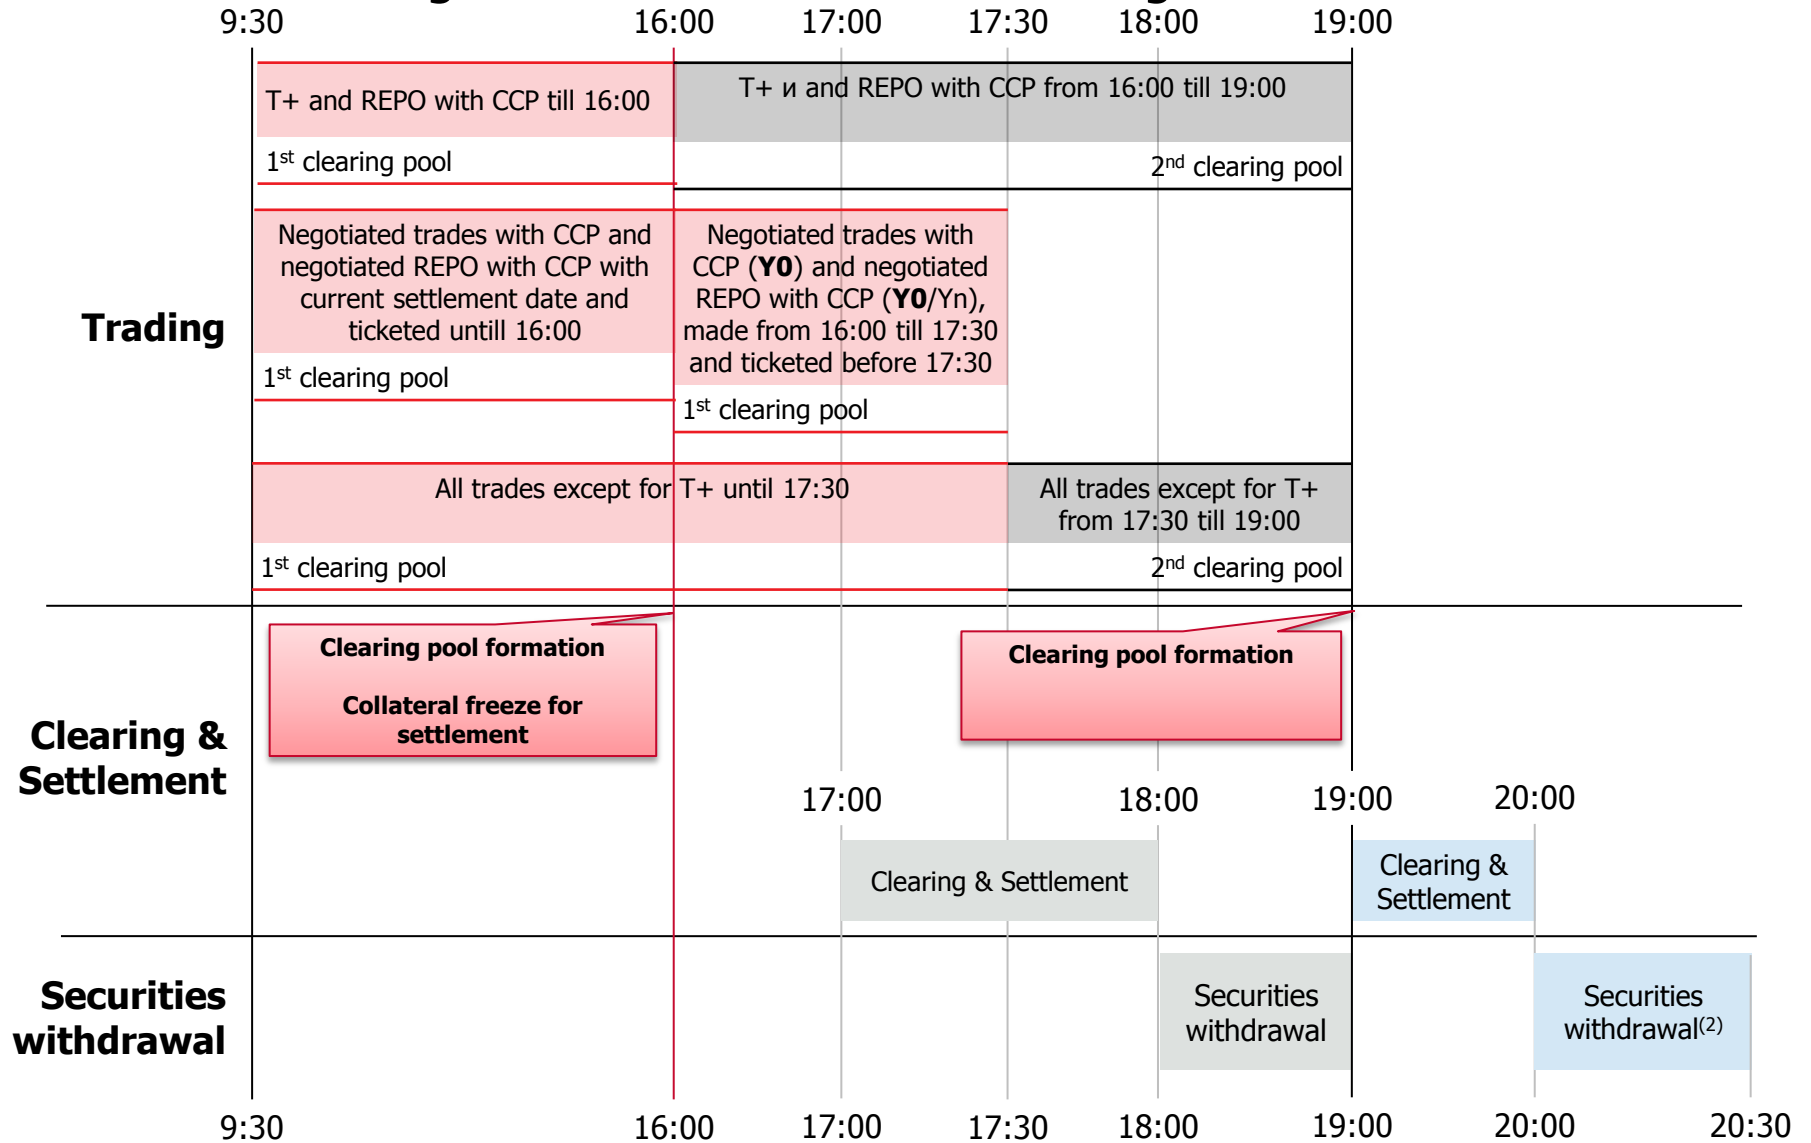 9:30 16:00 17:00 17:30 18:00 19:00
T+ and REPO with CCP till 16:00
T+ и and REPO with CCP from 16:00 till 19:00
1st clearing pool
2nd clearing pool
Trading
Negotiated trades with CCP and
negotiated REPO with CCP with
current settlement date and
ticketed untill 16:00
1st clearing pool
Negotiated trades with
CCP (Y0) and negotiated
REPO with CCP (Y0/Yn),
made from 16:00 till 17:30
and ticketed before 17:30
1st clearing pool
All trades except for T+ until 17:30
All trades except for T+
from 17:30 till 19:00
1st clearing pool
2nd clearing pool
Clearing &
Settlement
Clearing pool formation
Collateral freeze for
settlement
Clearing pool formation
17:00 18:00 19:00 20:00
Clearing & Settlement
Clearing &
Settlement
Securities
withdrawal
Securities
withdrawal
Securities
withdrawal(2)
9:30 16:00 17:00 17:30 18:00 19:00 20:00 20:30